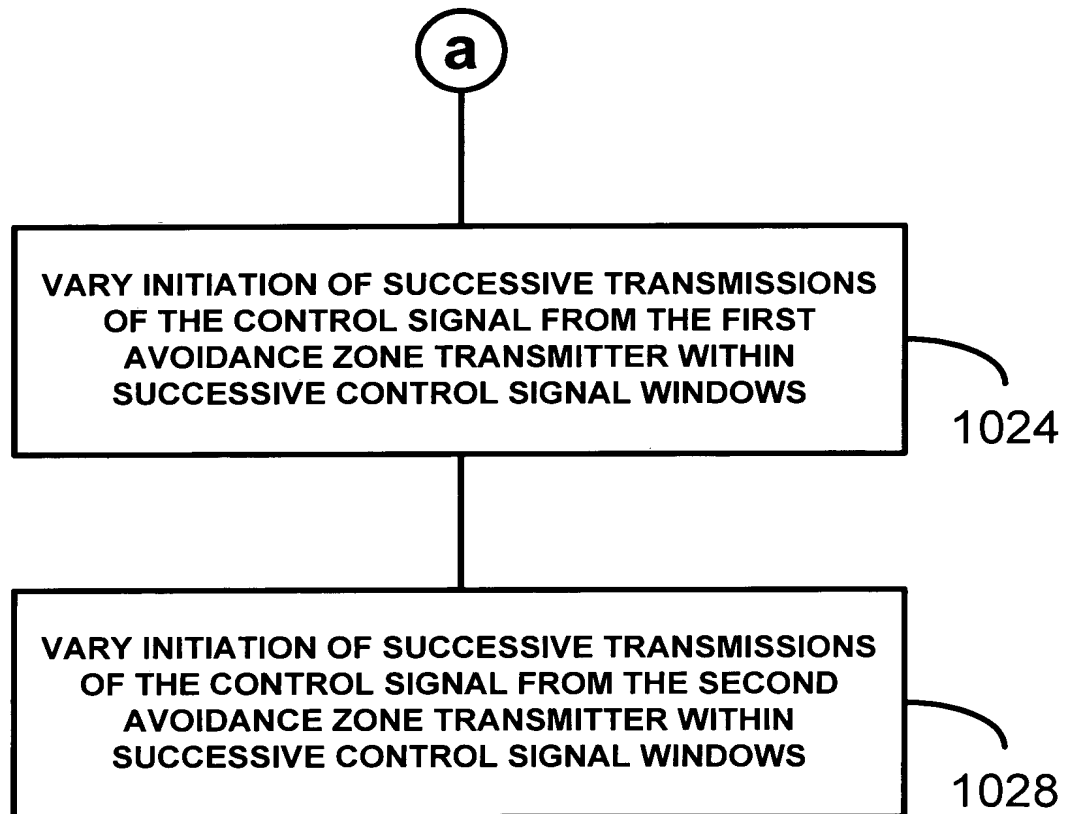 a
VARY INITIATION OF SUCCESSIVE TRANSMISSIONS
OF THE CONTROL SIGNAL FROM THE FIRST
AVOIDANCE ZONE TRANSMITTER WITHIN
SUCCESSIVE CONTROL SIGNAL WINDOWS
1024
VARY INITIATION OF SUCCESSIVE TRANSMISSIONS
OF THE CONTROL SIGNAL FROM THE SECOND
AVOIDANCE ZONE TRANSMITTER WITHIN
SUCCESSIVE CONTROL SIGNAL WINDOWS
1028